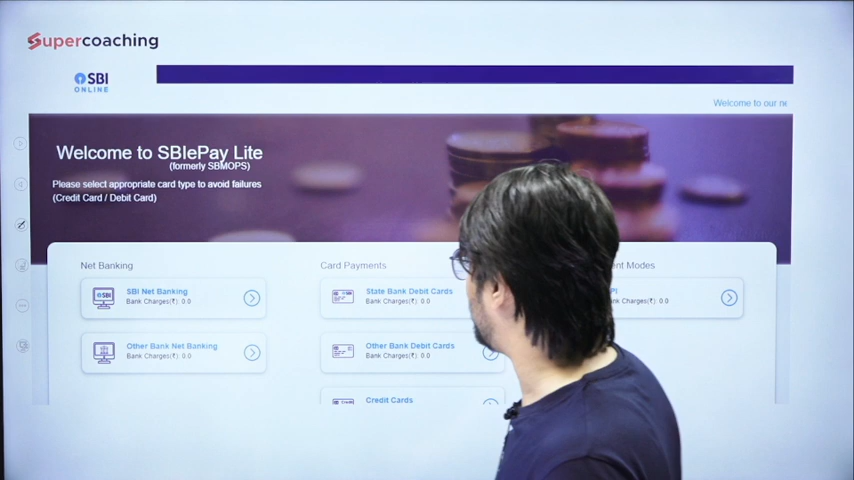 Supercoaching
SBI
ONLINE
Welcome to our
Welcome to SBIePay Lite
(formerly SBMOPS)
Please select appropriate card type to avoid failures
(Credit Card / Debit Card)
Net Banking
SBI
SBI Net Banking
Bank Charges(₹): 0.0
Other Bank Net Banking
Bank Charges(₹): 0.0
Card Payments
State Bank Debit Cards
Bank Charges(₹): 0.0
Other Bank Debit Cards
Bank Charges(₹): 0.0
Credit Cards
Modes
Bank Charges(₹): 0.0